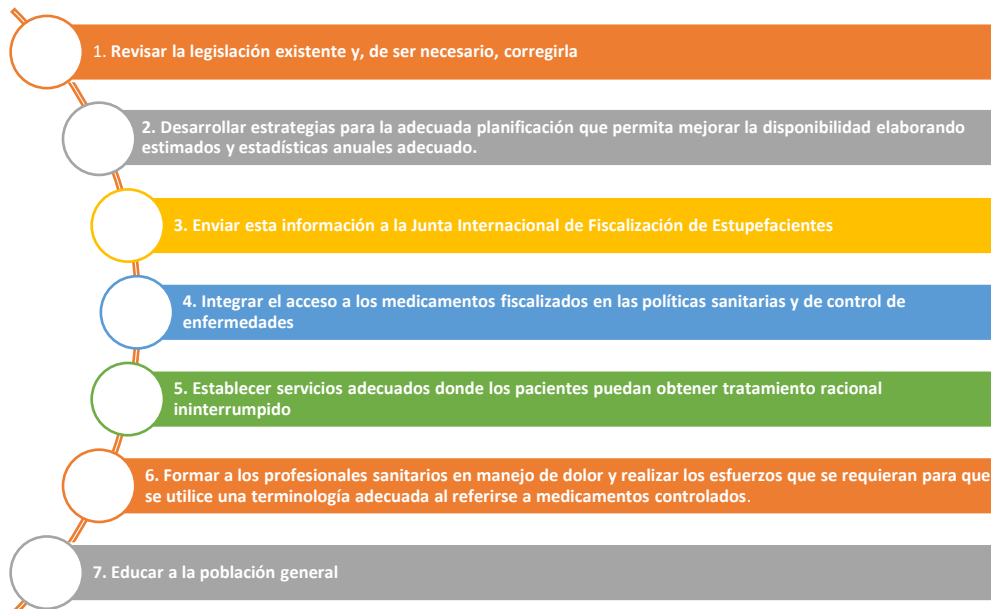 1. Revisar la legislación existente y, de ser necesario, corregirla
2. Desarrollar estrategias para la adecuada planificación que permita mejorar la disponibilidad elaborando
estimados y estadísticas anuales adecuado.
3. Enviar esta información a la Junta Internacional de Fiscalización de Estupefacientes
4. Integrar el acceso a los medicamentos fiscalizados en las políticas sanitarias y de control de
enfermedades
5. Establecer servicios adecuados donde los pacientes puedan obtener tratamiento racional
ininterrumpido
6. Formar a los profesionales sanitarios en manejo de dolor y realizar los esfuerzos que se requieran para que
se utilice una terminología adecuada al referirse a medicamentos controlados.
7. Educar a la población general